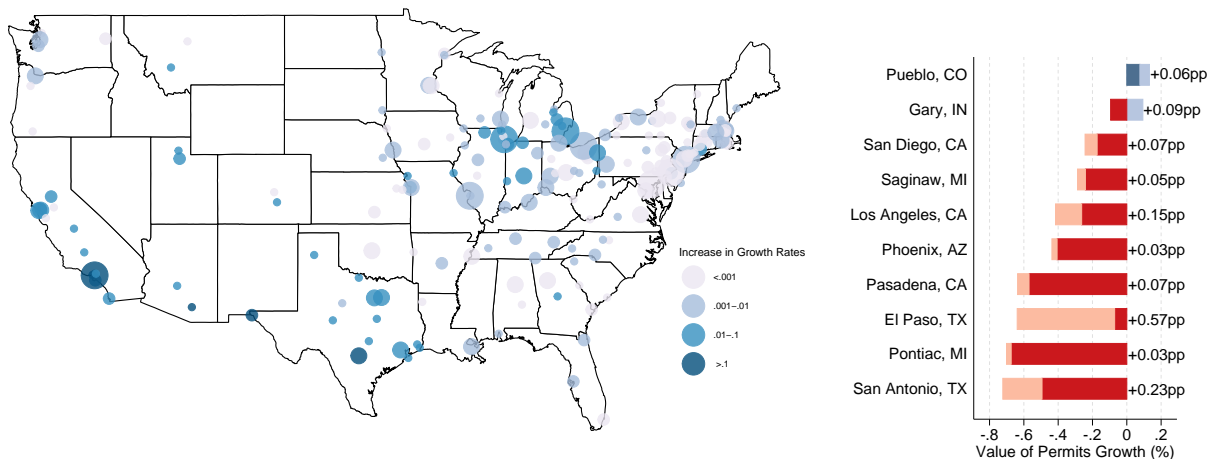 Increase in Growth Rates
<.001
.001–.01
.01–.1
>.1
Pueblo, CO
+0.06pp
Gary, IN
+0.09pp
San Diego, CA
+0.07pp
Saginaw, MI
+0.05pp
Los Angeles, CA
+0.15pp
Phoenix, AZ
+0.03pp
Pasadena, CA
+0.07pp
El Paso, TX
+0.57pp
Pontiac, MI
+0.03pp
San Antonio, TX
+0.23pp
-.8 -.6 -.4 -.2 0 .2
Value of Permits Growth (%)